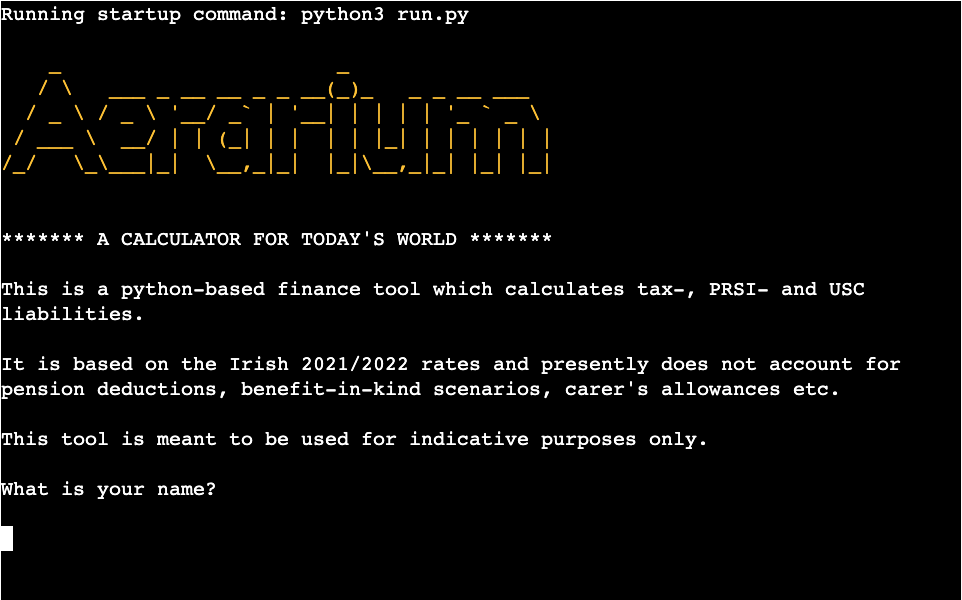 Running startup command: python3 run.py
Aerarium
******* A CALCULATOR FOR TODAY'S WORLD *******
This is a python-based finance tool which calculates tax-, PRSI- and USC
liabilities.
It is based on the Irish 2021/2022 rates and presently does not account for
pension deductions, benefit-in-kind scenarios, carer's allowances etc.
This tool is meant to be used for indicative purposes only.
What is your name?